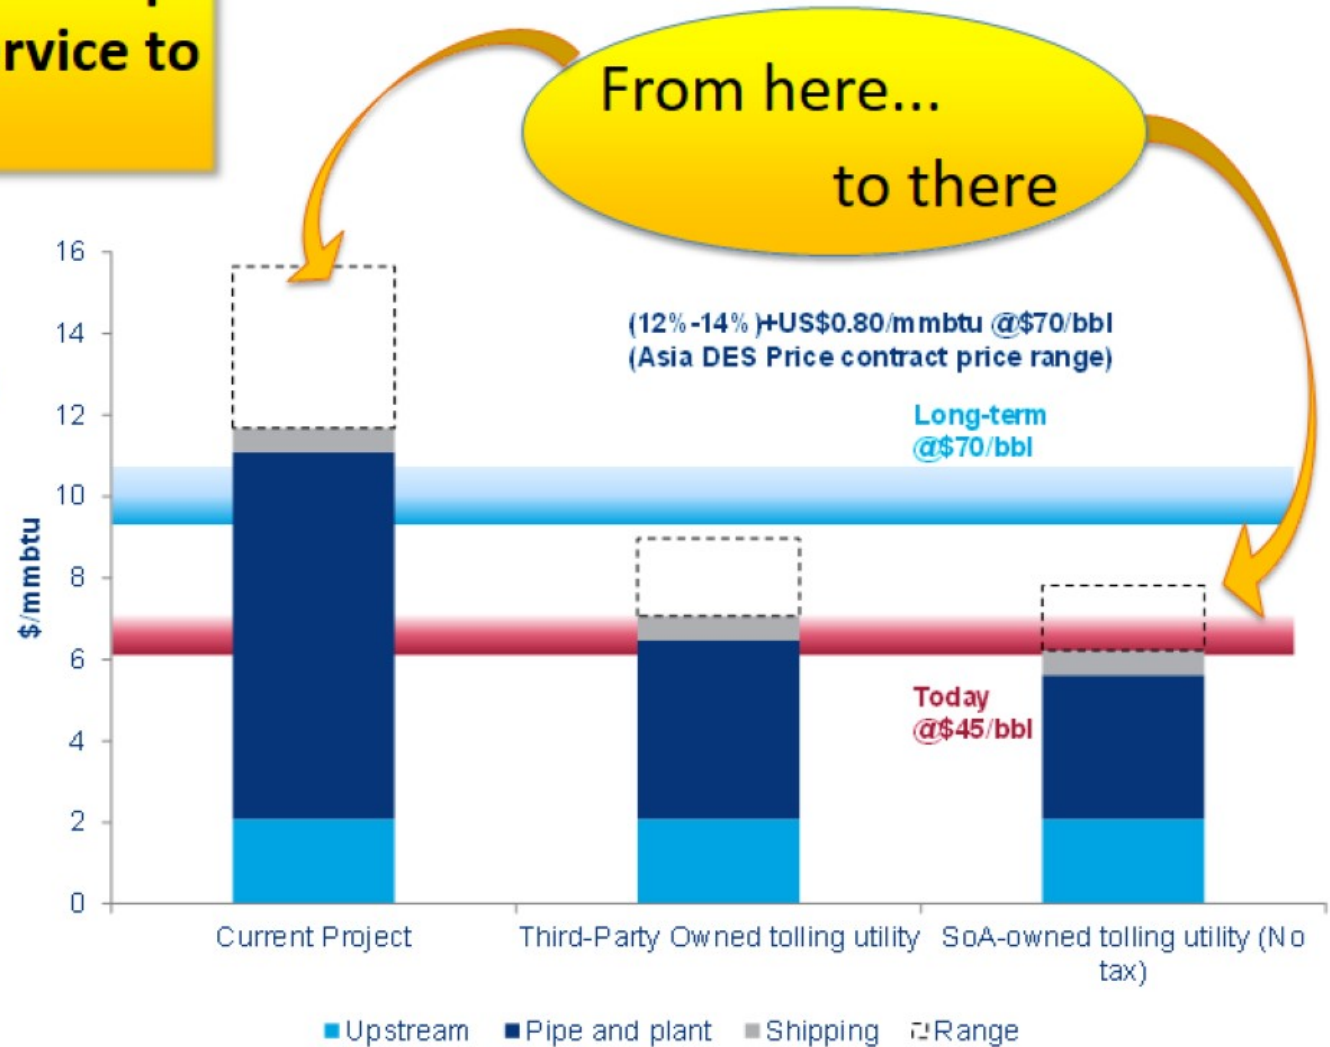 rvice to
From here...
to there
16
14
12
10
8
6
4
2
0
$/mmbtu
(12%-14%)+US$0.80/mmbtu @$70/bbl
(Asia DES Price contract price range)
Long-term
@$70/bbl
Today
@$45/bbl
Current Project
Third-Party Owned tolling utility
SoA-owned tolling utility (No
tax)
Upstream
Pipe and plant
Shipping
Range